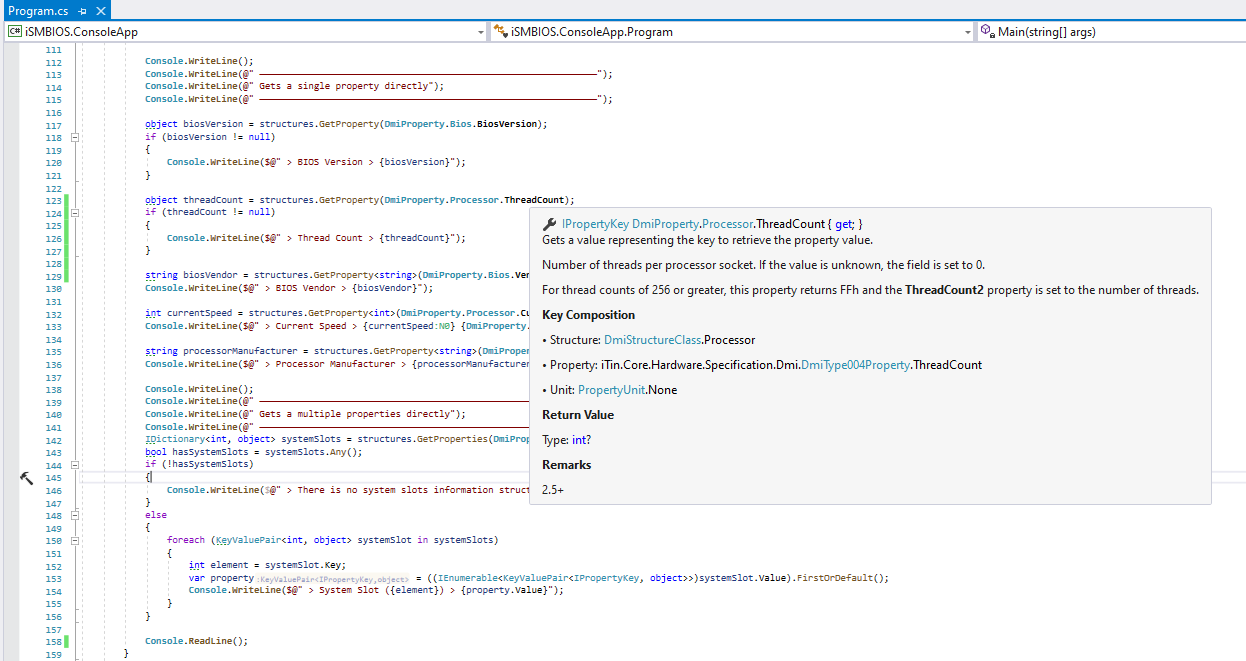 Program.cs
C# iSMBIOS.ConsoleApp
iSMBIOS.ConsoleApp.Program
Main(string[] args)
111
112 Console.WriteLine();
113 Console.WriteLine(@" ————————————————————————————————————————————————————————————— ");
114 Console.WriteLine(@" Gets a single property directly");
115 Console.WriteLine(@" ————————————————————————————————————————————————————————————— ");
116
117 object biosVersion = structures.GetProperty(DmiProperty.Bios.BiosVersion);
118 if (biosVersion != null)
119 {
120 Console.WriteLine($@" > BIOS Version > {biosVersion}");
121 }
122
123 object threadCount = structures.GetProperty(DmiProperty.Processor.ThreadCount);
124 if (threadCount != null)
125 {
126 Console.WriteLine($@" > Thread Count > {threadCount}");
127 }
128
129 string biosVendor = structures.GetProperty<string>(DmiProperty.Bios.Ver
130 Console.WriteLine($@" > BIOS Vendor > {biosVendor}");
131
132 int currentSpeed = structures.GetProperty<int>(DmiProperty.Processor.Cu
133 Console.WriteLine($@" > Current Speed > {currentSpeed:N0} {DmiProperty.
134
135 string processorManufacturer = structures.GetProperty<string>(DmiProper
136 Console.WriteLine($@" > Processor Manufacturer > {processorManufacturer
137
138 Console.WriteLine();
139 Console.WriteLine(@" —————————————————————————————————————————————————
140 Console.WriteLine(@" Gets a multiple properties directly");
141 Console.WriteLine(@" —————————————————————————————————————————————————
142 IDictionary<int, object> systemSlots = structures.GetProperties(DmiProp
143 bool hasSystemSlots = systemSlots.Any();
144 if (!hasSystemSlots)
145 {
146 Console.WriteLine($@" > There is no system slots information struct
147 }
148 else
149 {
150 foreach (KeyValuePair<int, object> systemSlot in systemSlots)
151 {
152 int element = systemSlot.Key;
153 var property :KeyValuePair<IPropertyKey,object> = ((IEnumerable<KeyValuePair<IPropertyKey, object>>)systemSlot.Value).FirstOrDefault();
154 Console.WriteLine($@" > System Slot ({element}) > {property.Value}");
155 }
156 }
157
158 Console.ReadLine();
159 }
IPropertyKey DmiProperty.Processor.ThreadCount { get; }
Gets a value representing the key to retrieve the property value.
Number of threads per processor socket. If the value is unknown, the field is set to 0.
For thread counts of 256 or greater, this property returns FFh and the ThreadCount2 property is set to the number of threads.
Key Composition
• Structure: DmiStructureClass.Processor
• Property: iTin.Core.Hardware.Specification.Dmi.DmiType004Property.ThreadCount
• Unit: PropertyUnit.None
Return Value
Type: int?
Remarks
2.5+